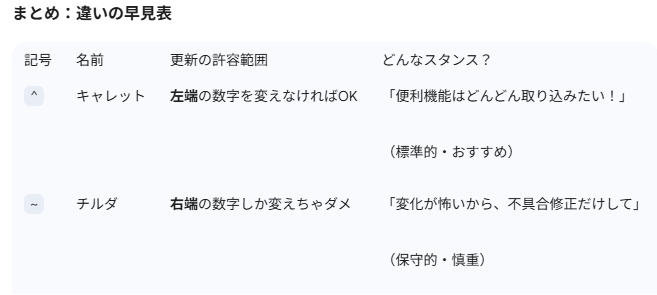 まとめ：違いの早見表
記号 名前 更新の許容範囲 どんなスタンス？
^ キャレット 左端の数字を変えなければOK 「便利機能はどんどん取り込みたい！」
（標準的・おすすめ）
~ チルダ 右端の数字しか変えちゃダメ 「変化が怖いから、不具合修正だけして」
（保守的・慎重）